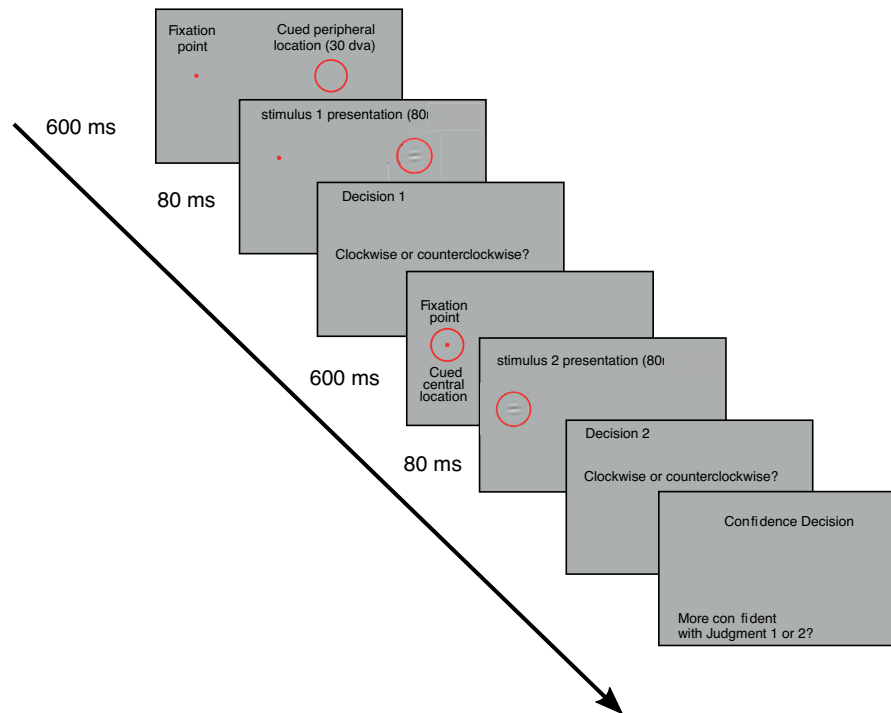 Fixation
point
Cued peripheral
location (30 dva)
600 ms
stimulus 1 presentation (80
80 ms
Decision 1
Clockwise or counterclockwise?
Fixation
point
Cued
central
location
600 ms
stimulus 2 presentation (80
80 ms
Decision 2
Clockwise or counterclockwise?
Confidence Decision
More con fident
with Judgment 1 or 2?